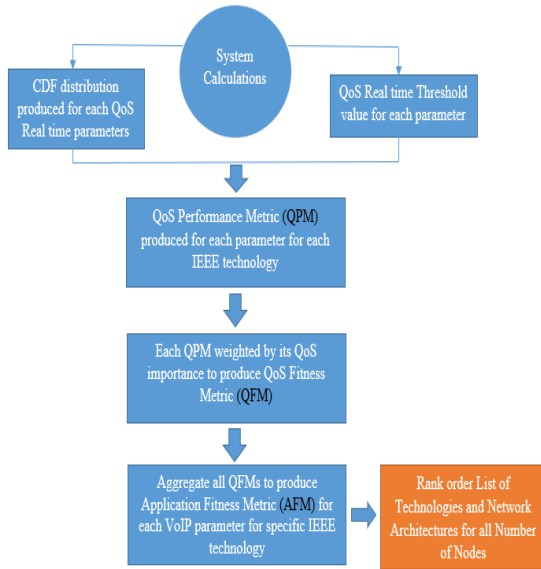 System
Calculations
CDF distribution
produced for each QoS
Real time parameters
QoS Real time Threshold
value for each parameter
QoS Performance Metric (QPM)
produced for each parameter for each
IEEE technology
Each QPM weighted by its QoS
importance to produce QoS Fitness
Metric (QFM)
Aggregate all QFMs to produce
Application Fitness Metric (AFM) for
each VoIP parameter for specific IEEE
technology
Rank order List of
Technologies and Network
Architectures for all Number
of Nodes